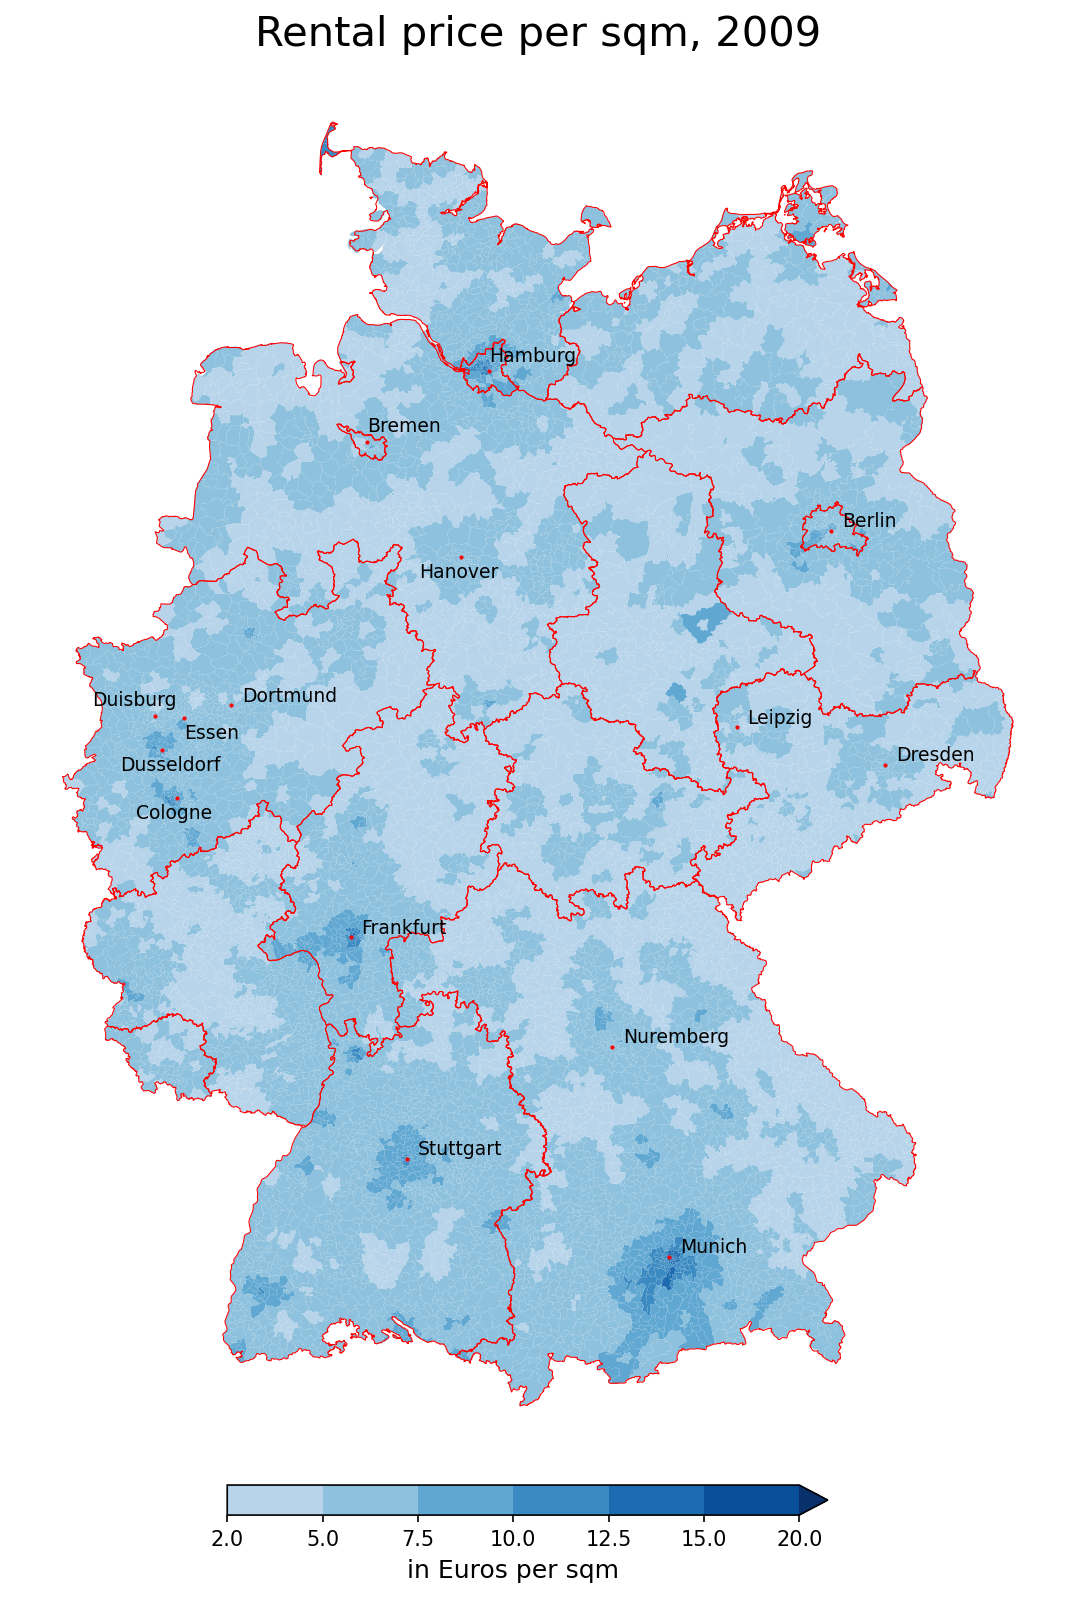 Rental price per sqm, 2009
Hamburg
Bremen
Berlin
Hanover
Duisburg
Dortmund
Essen
Leipzig
Dusseldorf
Dresden
Cologne
Frankfurt
Nuremberg
Stuttgart
Munich
2.0 5.0 7.5 10.0 12.5 15.0 20.0
in Euros per sqm